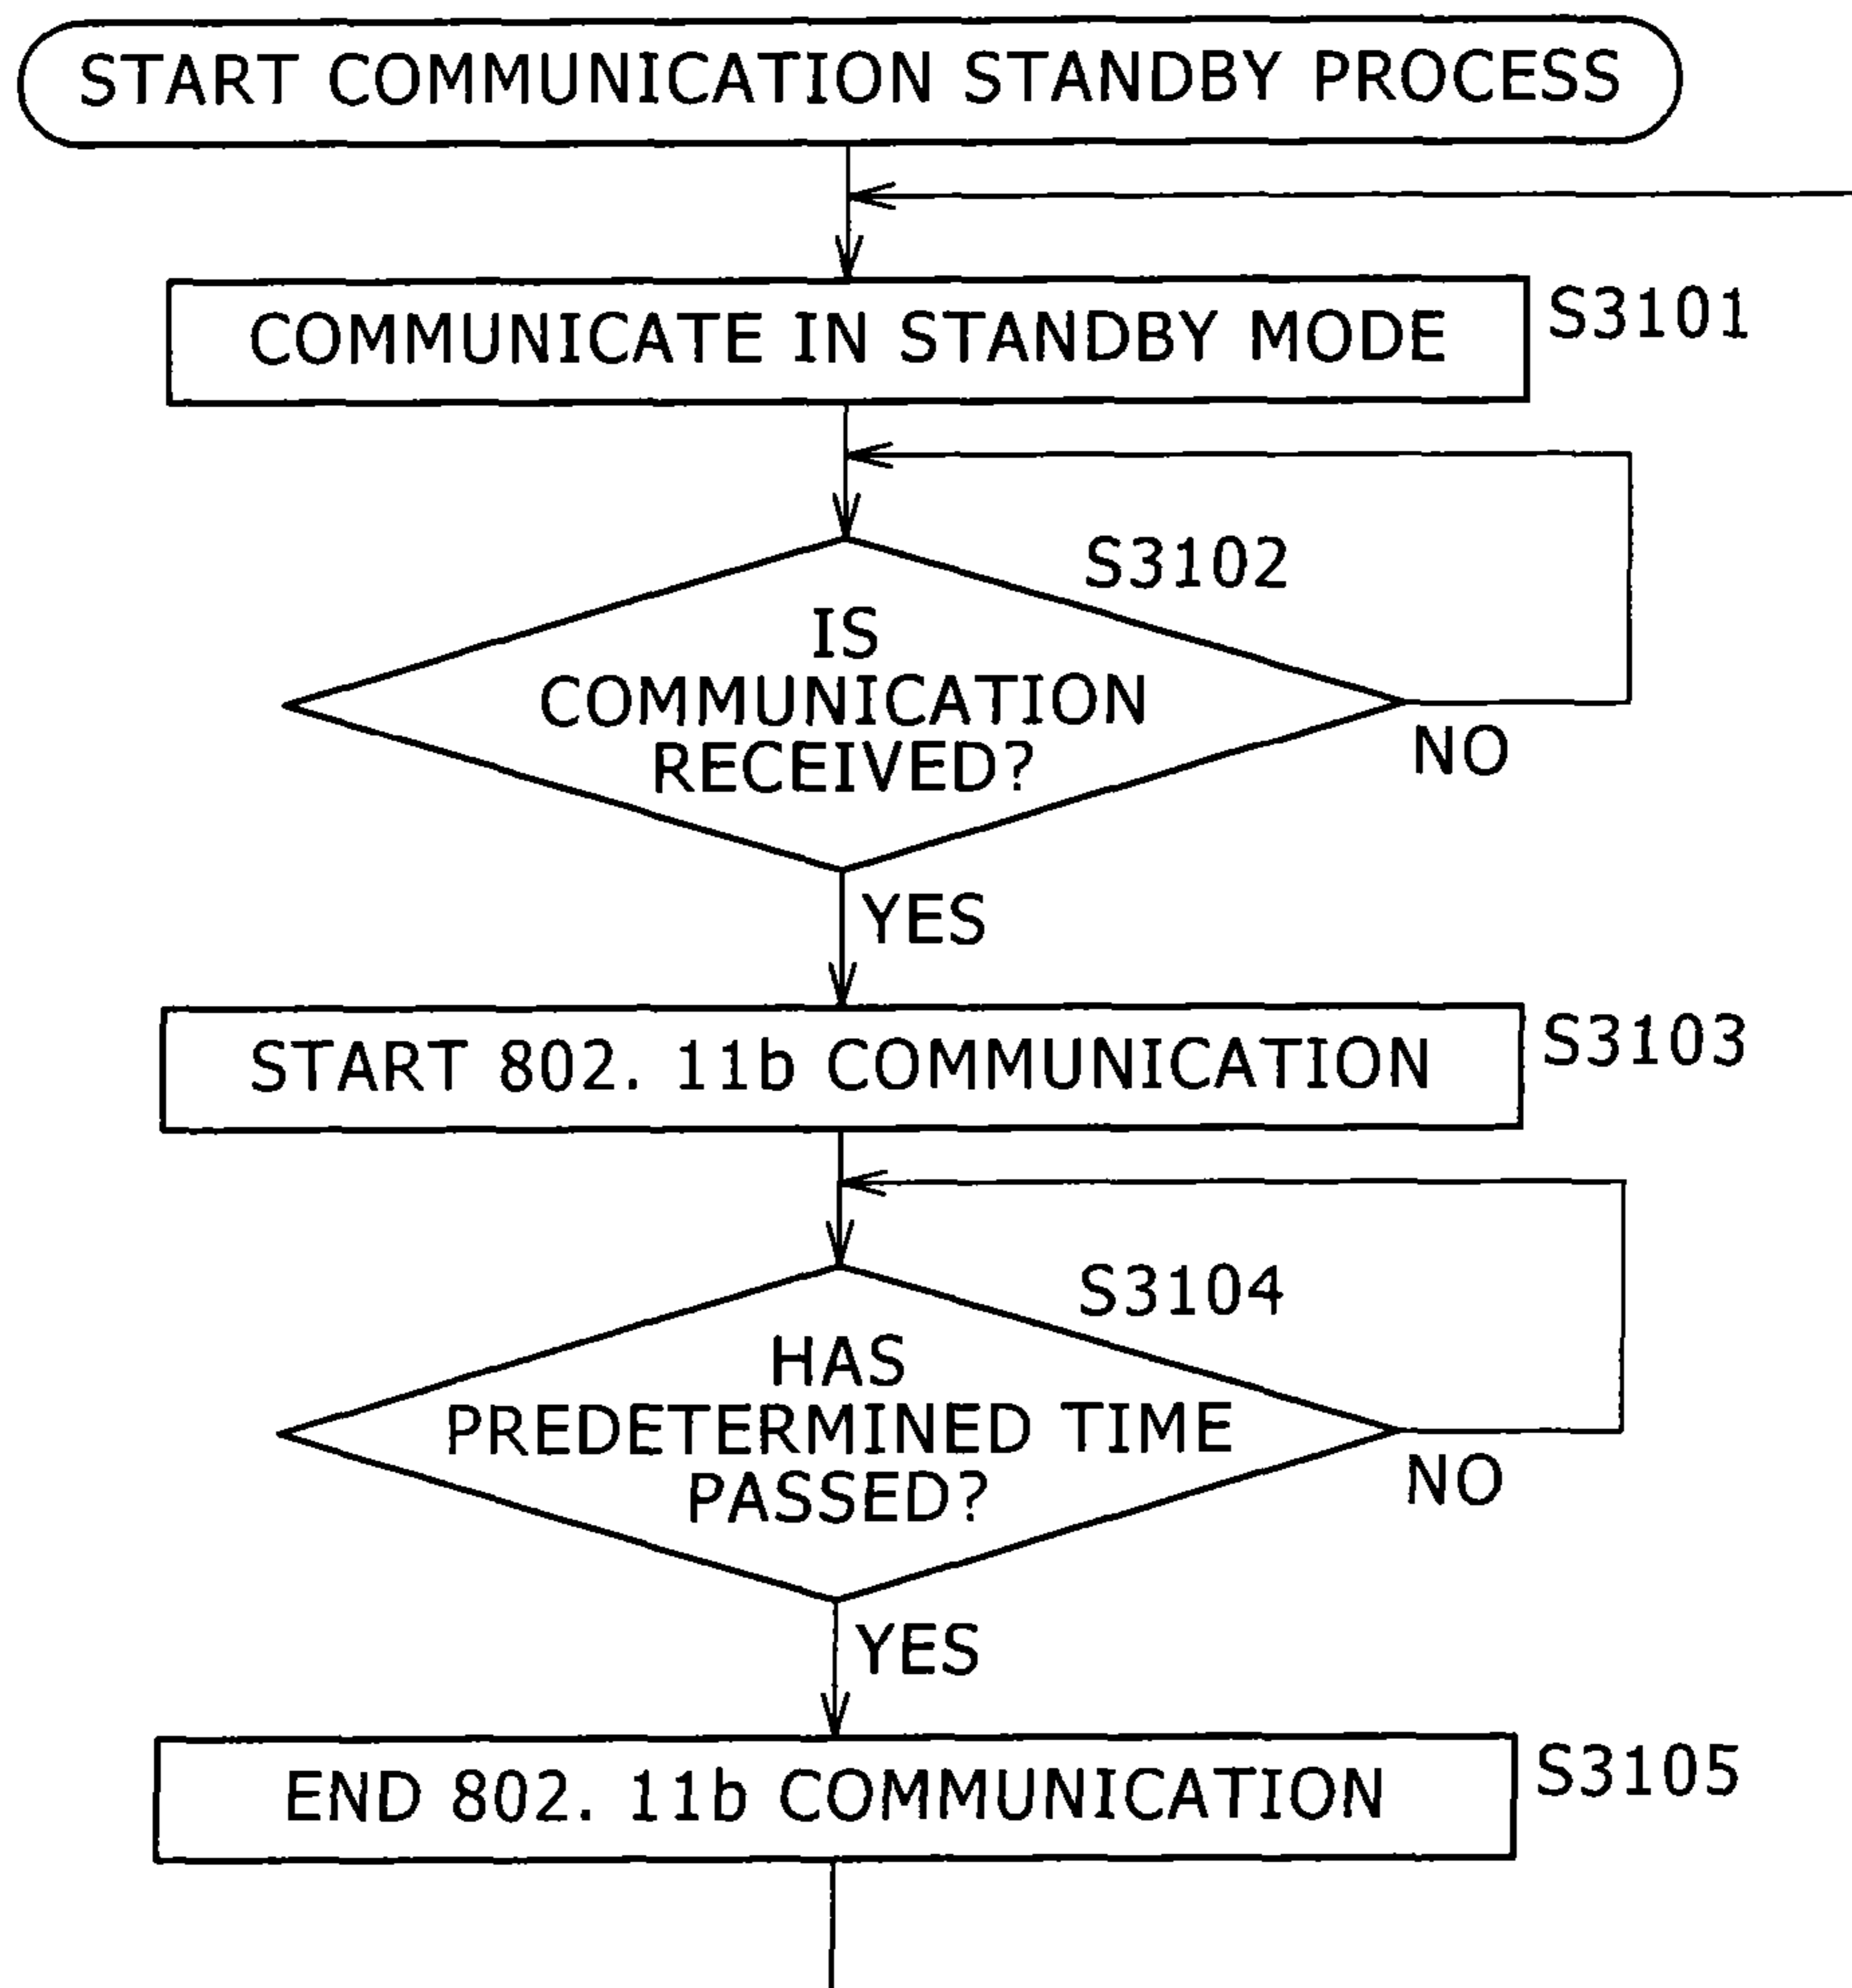 START COMMUNICATION STANDBY PROCESS
COMMUNICATE IN STANDBY MODE
S3101
S3102
IS
COMMUNICATION
RECEIVED?
NO
YES
START 802. 11b COMMUNICATION
S3103
S3104
HAS
PREDETERMINED TIME
PASSED?
NO
YES
END 802. 11b COMMUNICATION
S3105